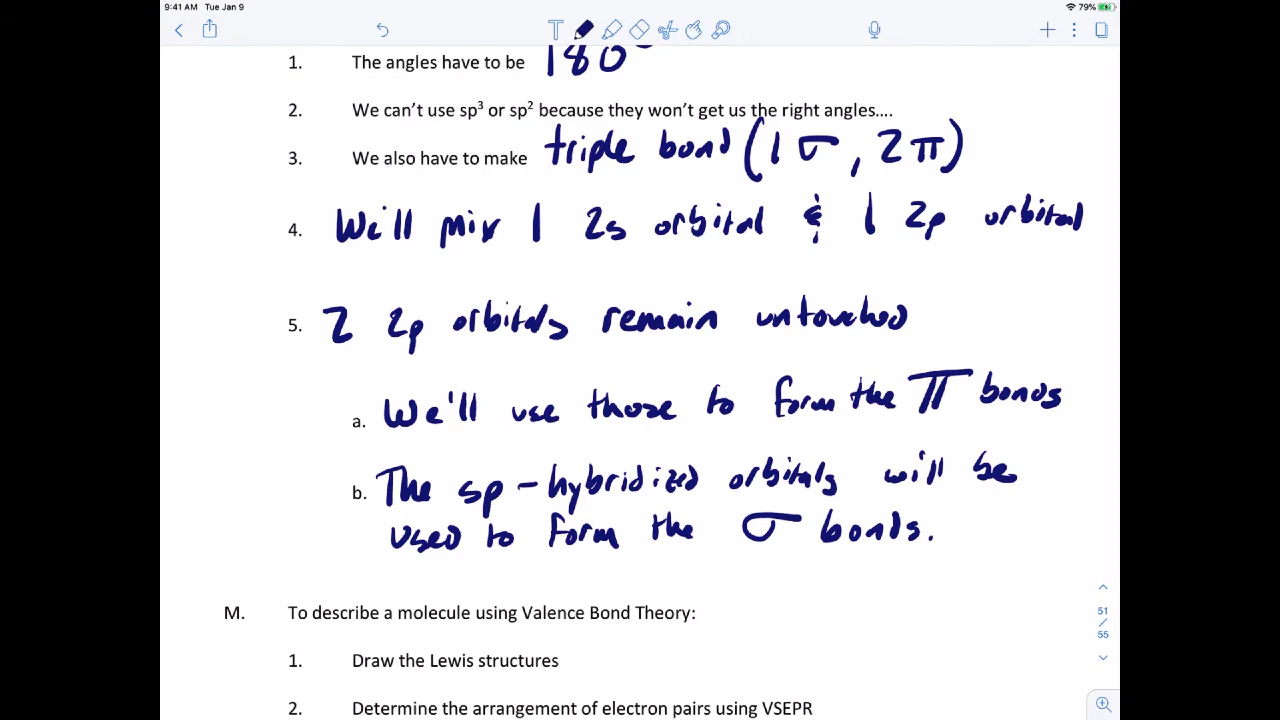 9:41 AM Tue Jan 9
79%
T
1. The angles have to be 180°
2. We can't use sp³ or sp² because they won't get us the right angles....
3. We also have to make triple bond (1 σ, 2 π)
4. We'll mix 1 2s orbital & 1 2p orbital
5. 2 2p orbitals remain untouched
a. We'll use those to form the π bonds
b. The sp-hybridized orbitals will be
used to form the σ bonds.
51
/
55
M. To describe a molecule using Valence Bond Theory:
1. Draw the Lewis structures
2. Determine the arrangement of electron pairs using VSEPR